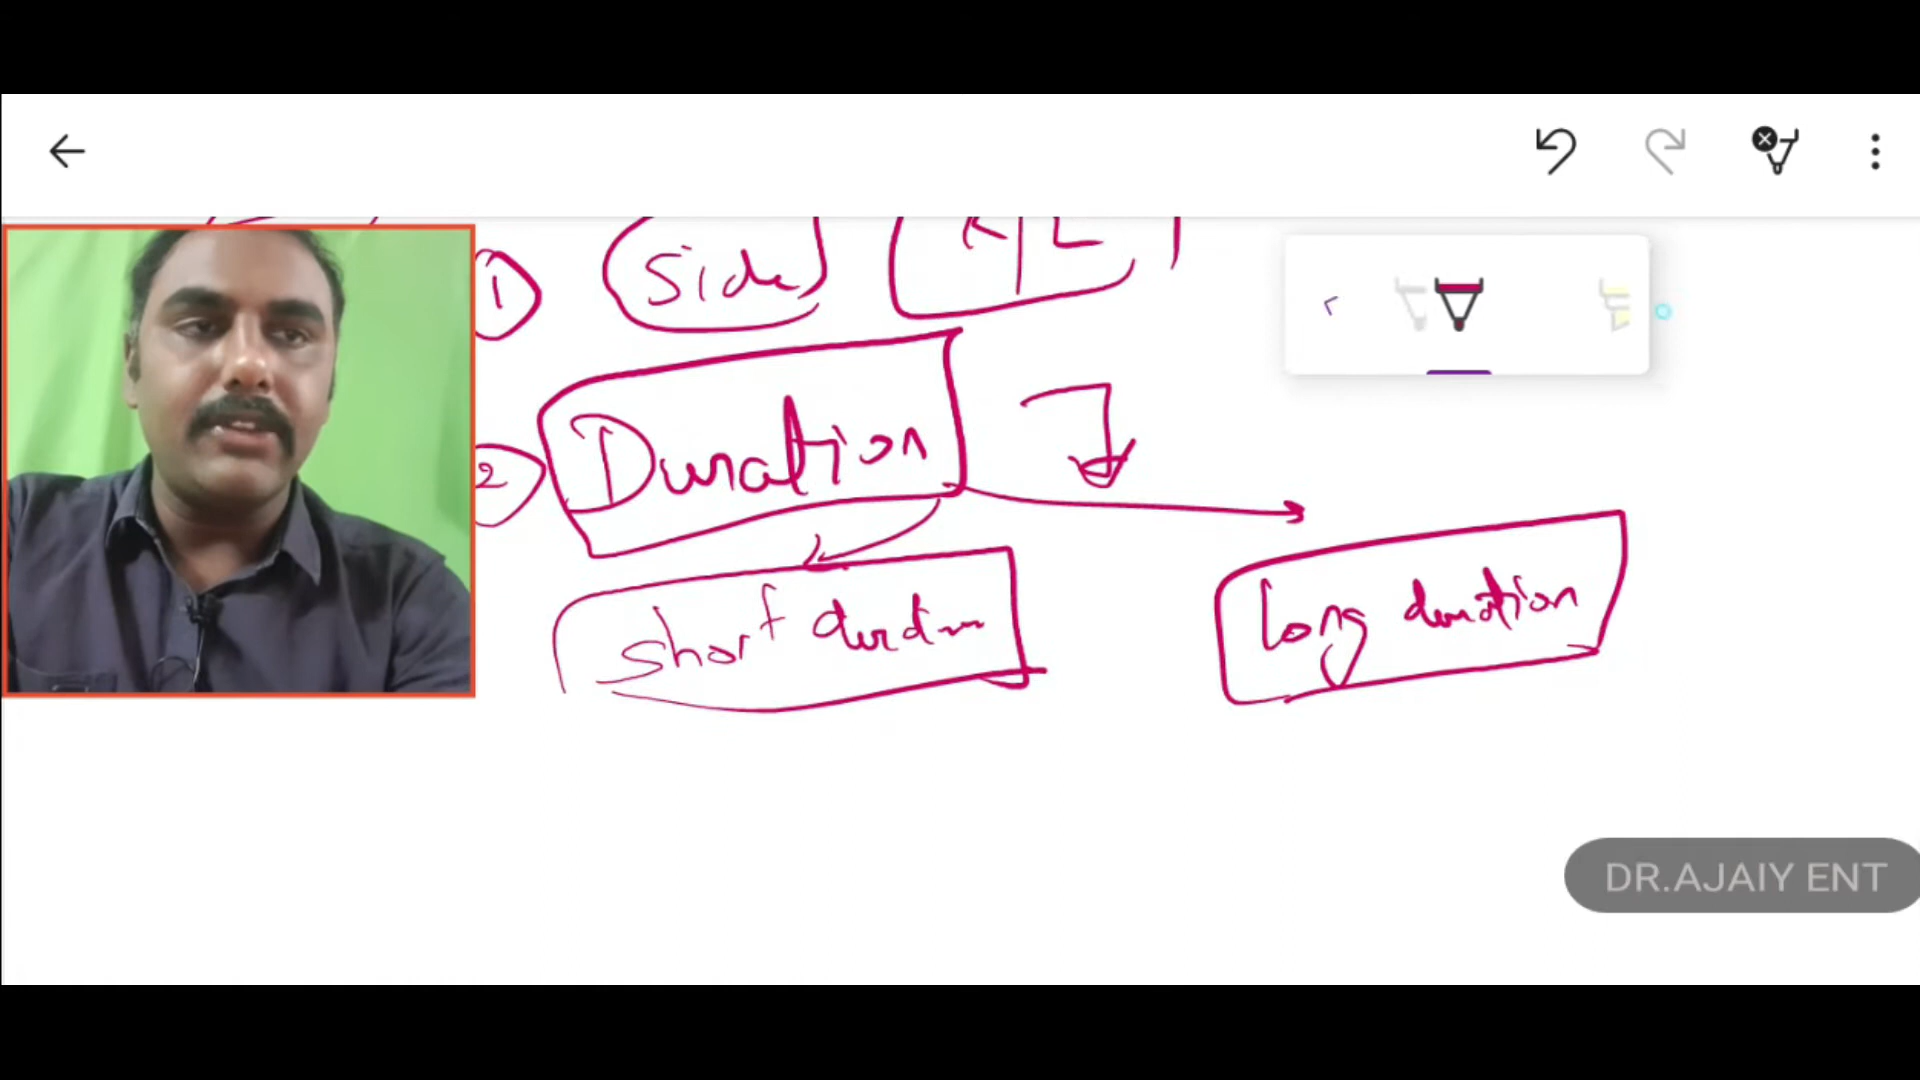 1 Side R/L
2 Duration
short duration
long duration
DR.AJAIY ENT